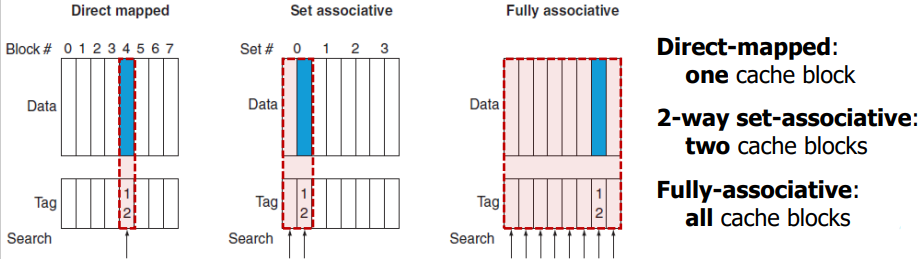 Direct mapped
Block # 0 1 2 3 4 5 6 7
Data
Tag
1
2
Search
Set associative
Set # 0 1 2 3
Data
Tag
1
2
Search
Fully associative
Data
Tag
1
2
Search
Direct-mapped:
one cache block
2-way set-associative:
two cache blocks
Fully-associative:
all cache blocks